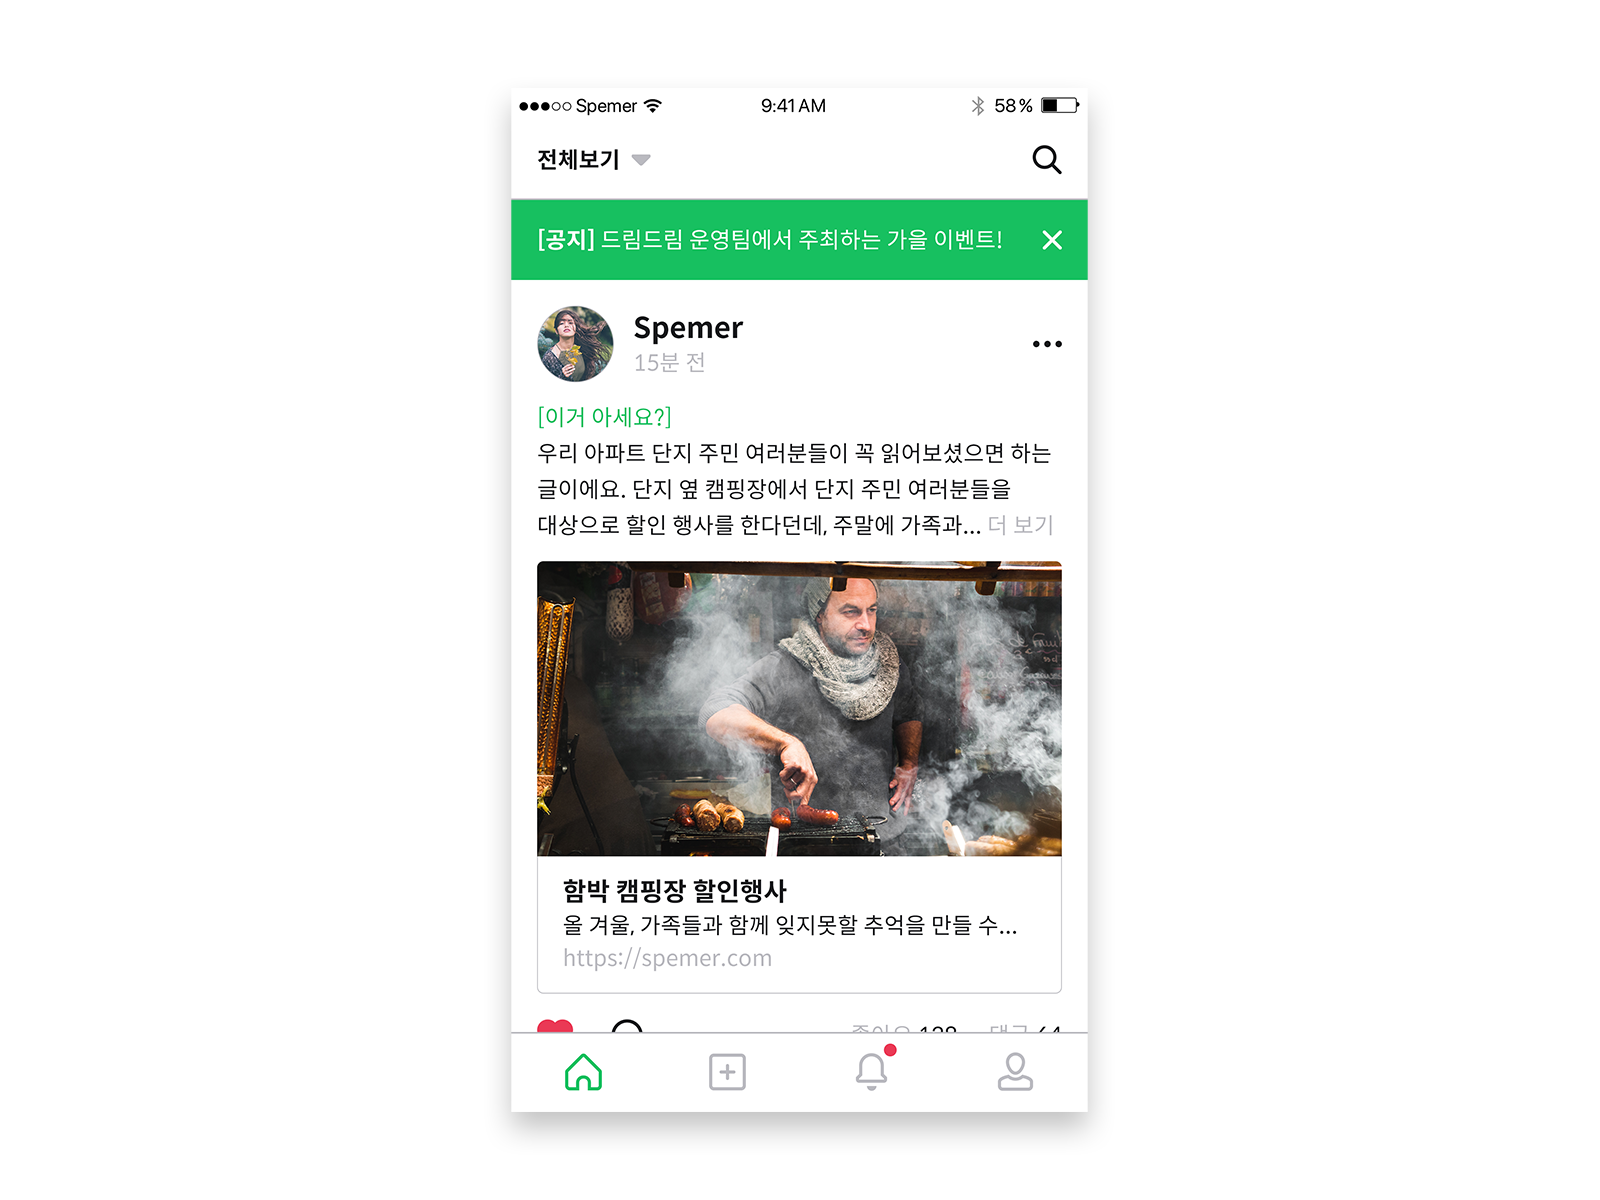 Spemer 9:41 AM 58%
전체보기
[공지] 드림드림 운영팀에서 주최하는 가을 이벤트!
Spemer
15분 전
[이거 아세요?]
우리 아파트 단지 주민 여러분들이 꼭 읽어보셨으면 하는
글이에요. 단지 옆 캠핑장에서 단지 주민 여러분들을
대상으로 할인 행사를 한다던데, 주말에 가족과... 더 보기
함박 캠핑장 할인행사
올 겨울, 가족들과 함께 잊지못할 추억을 만들 수...
https://spemer.com